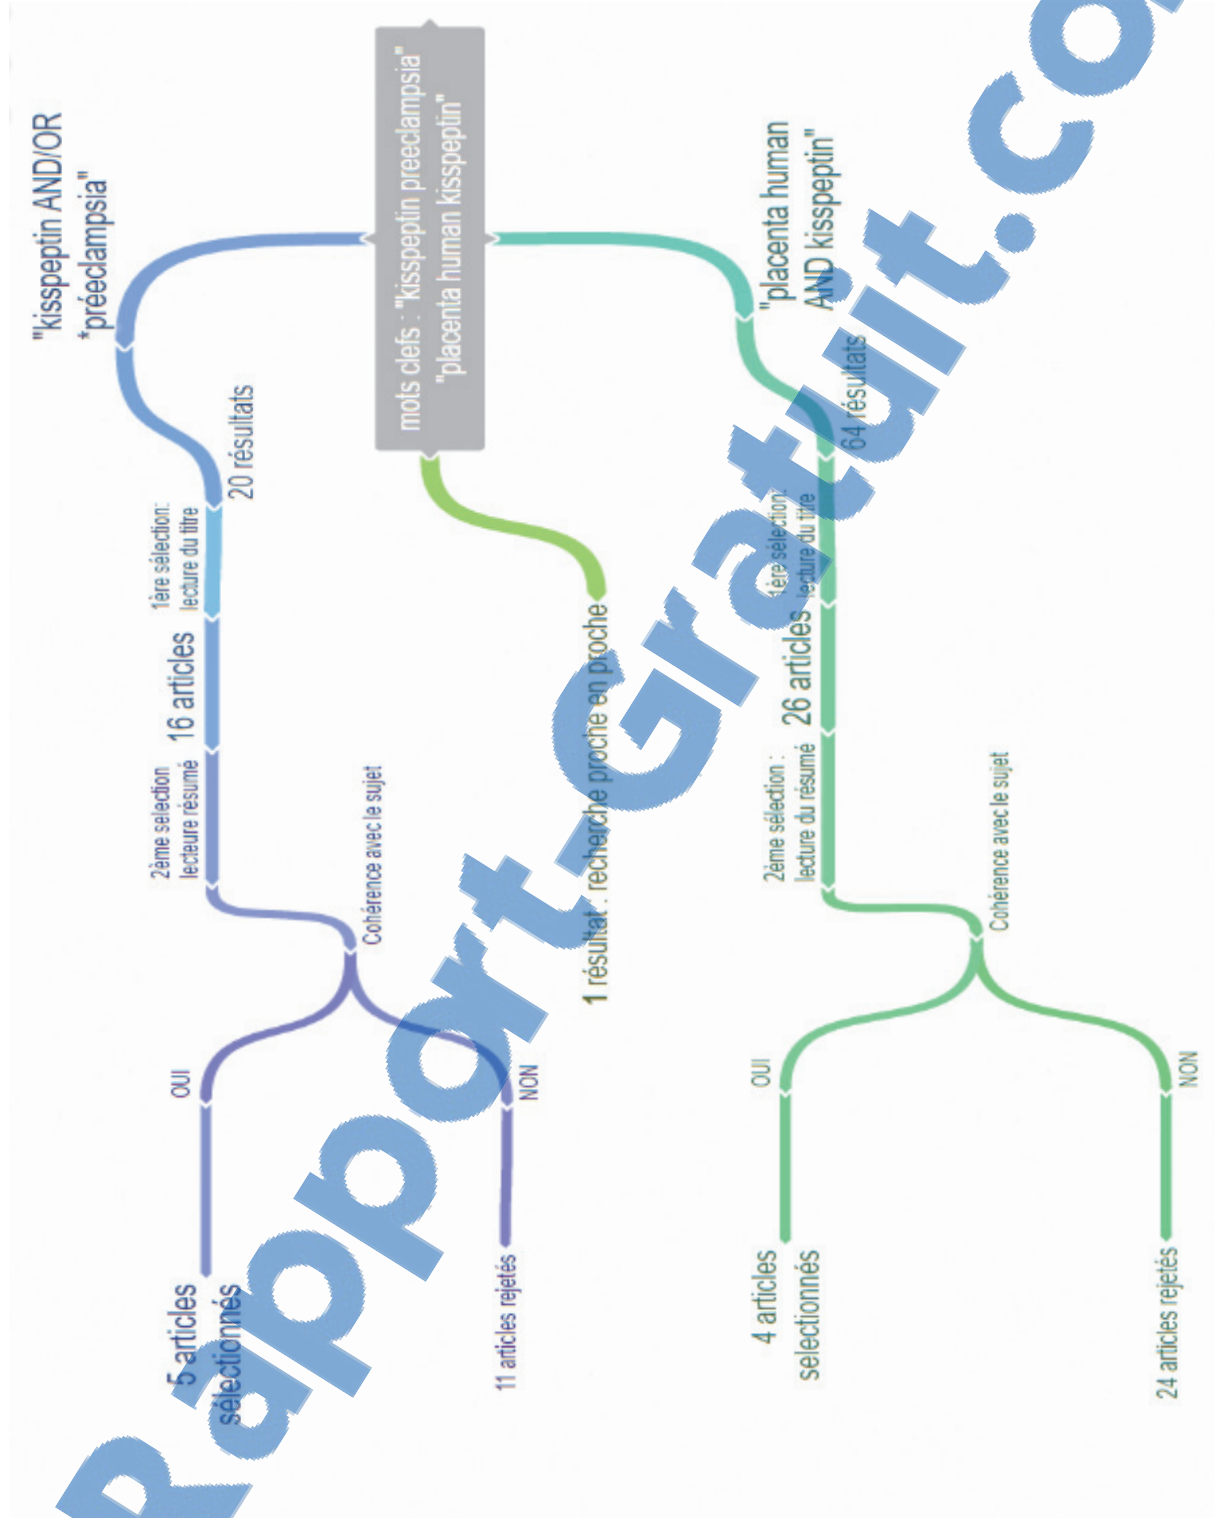 mots clefs : "kisspeptin preeclampsia"
"placenta human kisspeptin"
"kisspeptin AND/OR
*préeclampsia"
20 résultats
1ère sélection:
lecture du titre
16 articles
2ème selection
lecteure résumé
Cohérence avec le sujet
OUI
5 articles
sélectionnés
NON
11 articles rejetés
1 résultat : recherche proche en proche
"placenta human
AND kisspeptin"
64 résultats
1ère sélection:
lecture du titre
26 articles
2ème sélection :
lecture du résumé
Cohérence avec le sujet
OUI
4 articles
selectionnés
NON
24 articles rejetés
Rapport-Gratuit.com